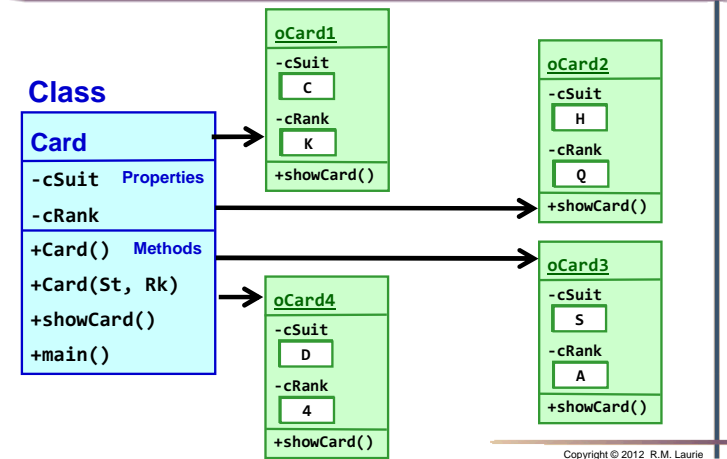 Class
Card
-cSuit Properties
-cRank
+Card() Methods
+Card(St, Rk)
+showCard()
+main()
oCard1
-cSuit
C
-cRank
K
+showCard()
oCard2
-cSuit
H
-cRank
Q
+showCard()
oCard3
-cSuit
S
-cRank
A
+showCard()
oCard4
-cSuit
D
-cRank
4
+showCard()
Copyright © 2012 R.M. Laurie